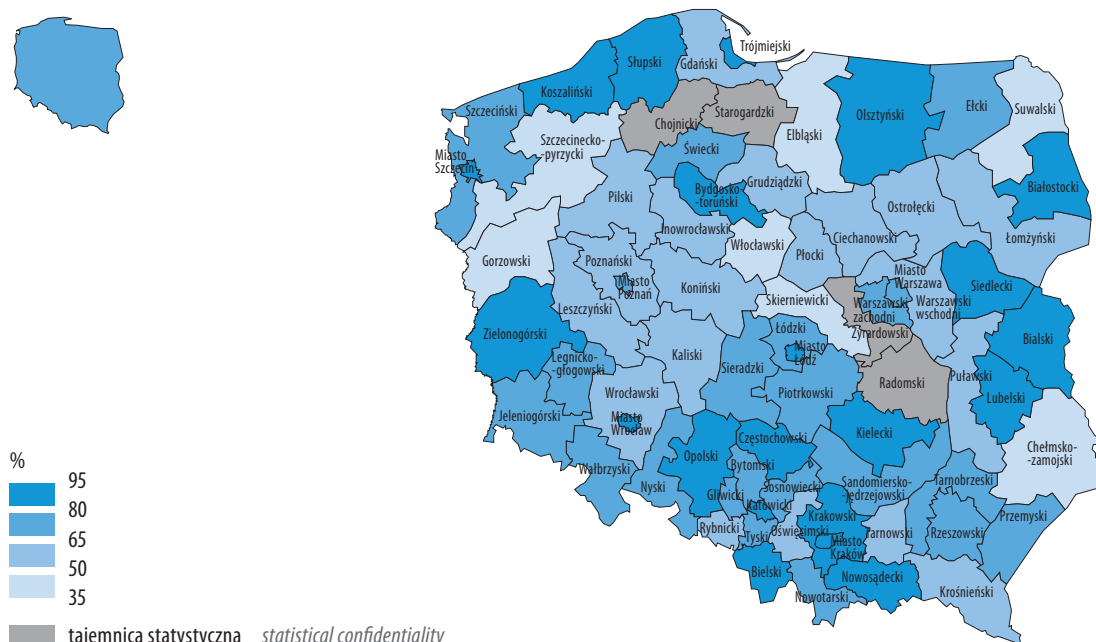 Trójmiejski
Słupski
Gdański
Koszaliński
Szczeciński
Chojnicki
Starogardzki
Elbląski
Olsztyński
Ełcki
Suwalski
Szczecinecko-
-pyrzycki
Miasto
Szczecin
Świecki
Białostocki
Pilski
Bydgosko-
-toruński
Grudziądzki
Ostrołęcki
Inowrocławski
Włocławski
Ciechanowski
Łomżyński
Gorzowski
Poznański
Płocki
Miasto
Warszawa
Miasto
Poznań
Koniński
Skierniewicki
Warszawski
zachodni
Warszawski
wschodni
Siedlecki
Leszczyński
Zielonogórski
Łódzki
Żyrardowski
Bialski
Miasto
Łódź
Legnicko-
-głogowski
Kaliski
Sieradzki
Puławski
Radomski
Lubelski
Wrocławski
Piotrkowski
Jeleniogórski
Miasto
Wrocław
Kielecki
Częstochowski
Chełmsko-
-zamojski
Opolski
Wałbrzyski
Bytomski
Nyski
Gliwicki
Sosnowiecki
Sandomiersko-
-jędrzejowski
Tarnobrzeski
Katowicki
Krakowski
Przemyski
Rybnicki
Tyski
Oświęcimski
Miasto
Kraków
Tarnowski
Rzeszowski
Bielski
Nowosądecki
Nowotarski
Krośnieński
%
95
80
65
50
35
tajemnica statystyczna statistical confidentiality